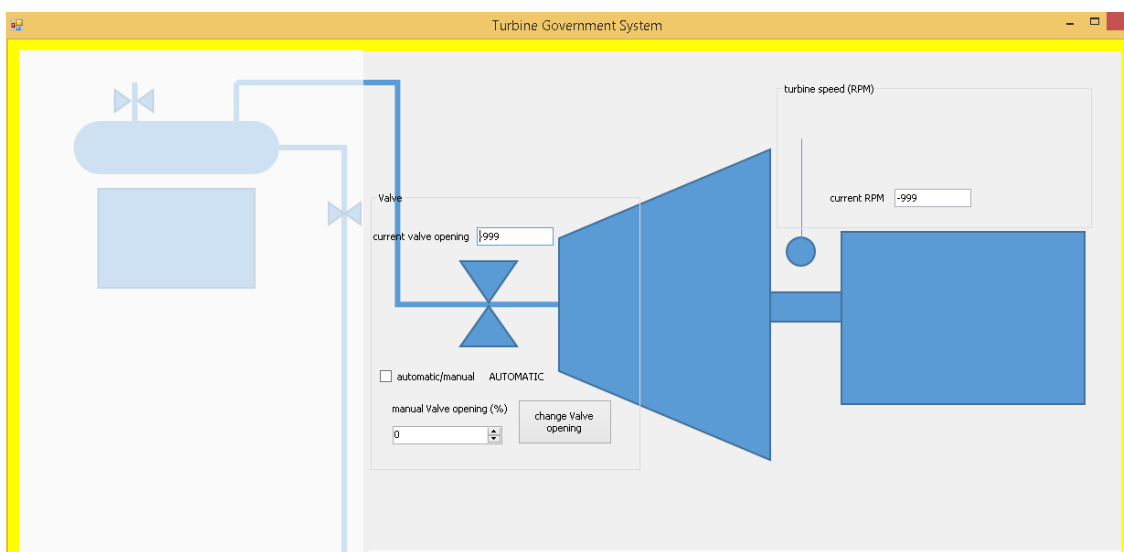 Turbine Government System
turbine speed (RPM)
current RPM -999
Valve
current valve opening -999
automatic/manual AUTOMATIC
manual Valve opening (%)
0
change Valve
opening